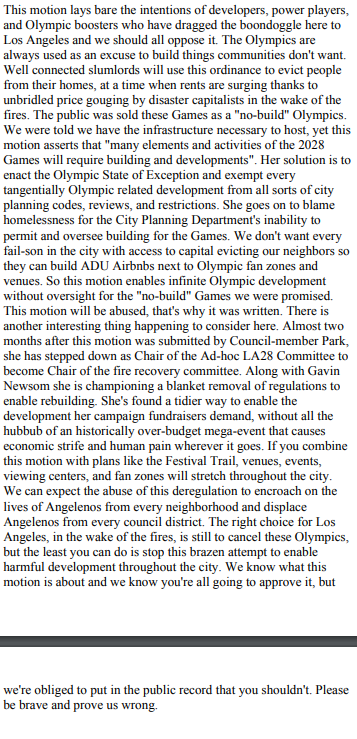 This motion lays bare the intentions of developers, power players,
and Olympic boosters who have dragged the boondoggle here to
Los Angeles and we should all oppose it. The Olympics are
always used as an excuse to build things communities don't want.
Well connected slumlords will use this ordinance to evict people
from their homes, at a time when rents are surging thanks to
unbridled price gouging by disaster capitalists in the wake of the
fires. The public was sold these Games as a "no-build" Olympics.
We were told we have the infrastructure necessary to host, yet this
motion asserts that "many elements and activities of the 2028
Games will require building and developments". Her solution is to
enact the Olympic State of Exception and exempt every
tangentially Olympic related development from all sorts of city
planning codes, reviews, and restrictions. She goes on to blame
homelessness for the City Planning Department's inability to
permit and oversee building for the Games. We don't want every
fail-son in the city with access to capital evicting our neighbors so
they can build ADU Airbnbs next to Olympic fan zones and
venues. So this motion enables infinite Olympic development
without oversight for the "no-build" Games we were promised.
This motion will be abused, that's why it was written. There is
another interesting thing happening to consider here. Almost two
months after this motion was submitted by Council-member Park,
she has stepped down as Chair of the Ad-hoc LA28 Committee to
become Chair of the fire recovery committee. Along with Gavin
Newsom she is championing a blanket removal of regulations to
enable rebuilding. She's found a tidier way to enable the
development her campaign fundraisers demand, without all the
hubbub of an historically over-budget mega-event that causes
economic strife and human pain wherever it goes. If you combine
this motion with plans like the Festival Trail, venues, events,
viewing centers, and fan zones will stretch throughout the city.
We can expect the abuse of this deregulation to encroach on the
lives of Angelenos from every neighborhood and displace
Angelenos from every council district. The right choice for Los
Angeles, in the wake of the fires, is still to cancel these Olympics,
but the least you can do is stop this brazen attempt to enable
harmful development throughout the city. We know what this
motion is about and we know you're all going to approve it, but
we're obliged to put in the public record that you shouldn't. Please
be brave and prove us wrong.